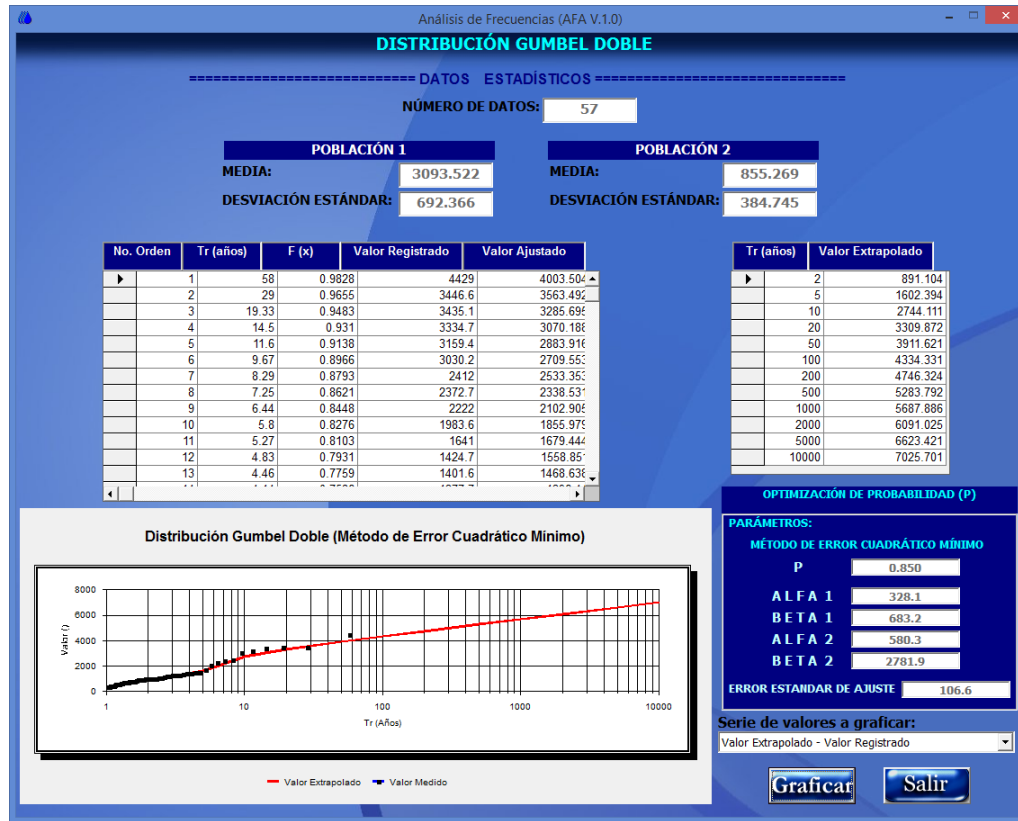 Análisis de Frecuencias (AFA V.1.0)
DISTRIBUCIÓN GUMBEL DOBLE
============================ DATOS ESTADÍSTICOS ===============================
NÚMERO DE DATOS: 57
POBLACIÓN 1
MEDIA: 3093.522
DESVIACIÓN ESTÁNDAR: 692.366
POBLACIÓN 2
MEDIA: 855.269
DESVIACIÓN ESTÁNDAR: 384.745
No. Orden Tr (años) F (x) Valor Registrado Valor Ajustado
1 58 0.9828 4429 4003.504
2 29 0.9655 3446.6 3563.492
3 19.33 0.9483 3435.1 3285.695
4 14.5 0.931 3334.7 3070.188
5 11.6 0.9138 3159.4 2883.916
6 9.67 0.8966 3030.2 2709.553
7 8.29 0.8793 2412 2533.353
8 7.25 0.8621 2372.7 2338.531
9 6.44 0.8448 2222 2102.905
10 5.8 0.8276 1983.6 1855.979
11 5.27 0.8103 1641 1679.444
12 4.83 0.7931 1424.7 1558.85
13 4.46 0.7759 1401.6 1468.638
Tr (años) Valor Extrapolado
2 891.104
5 1602.394
10 2744.111
20 3309.872
50 3911.621
100 4334.331
200 4746.324
500 5283.792
1000 5687.886
2000 6091.025
5000 6623.421
10000 7025.701
OPTIMIZACIÓN DE PROBABILIDAD (P)
PARÁMETROS:
MÉTODO DE ERROR CUADRÁTICO MÍNIMO
P 0.850
ALFA 1 328.1
BETA 1 683.2
ALFA 2 580.3
BETA 2 2781.9
ERROR ESTANDAR DE AJUSTE 106.6
Serie de valores a graficar:
Valor Extrapolado - Valor Registrado
Graficar Salir
Distribución Gumbel Doble (Método de Error Cuadrático Mínimo)
Valor ()
8000
6000
4000
2000
0
1 10 100 1000 10000
Tr (Años)
Valor Extrapolado Valor Medido